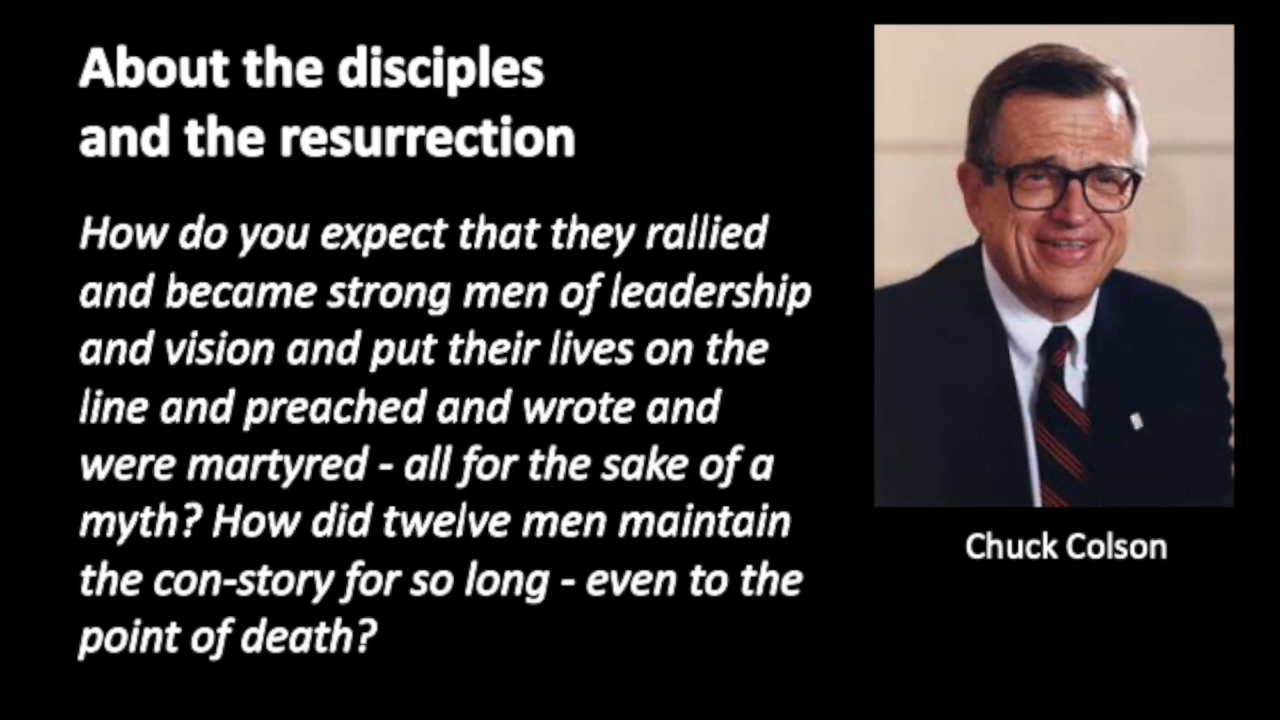 About the disciples
and the resurrection
How do you expect that they rallied
and became strong men of leadership
and vision and put their lives on the
line and preached and wrote and
were martyred - all for the sake of a
myth? How did twelve men maintain
the con-story for so long - even to the
point of death?
Chuck Colson